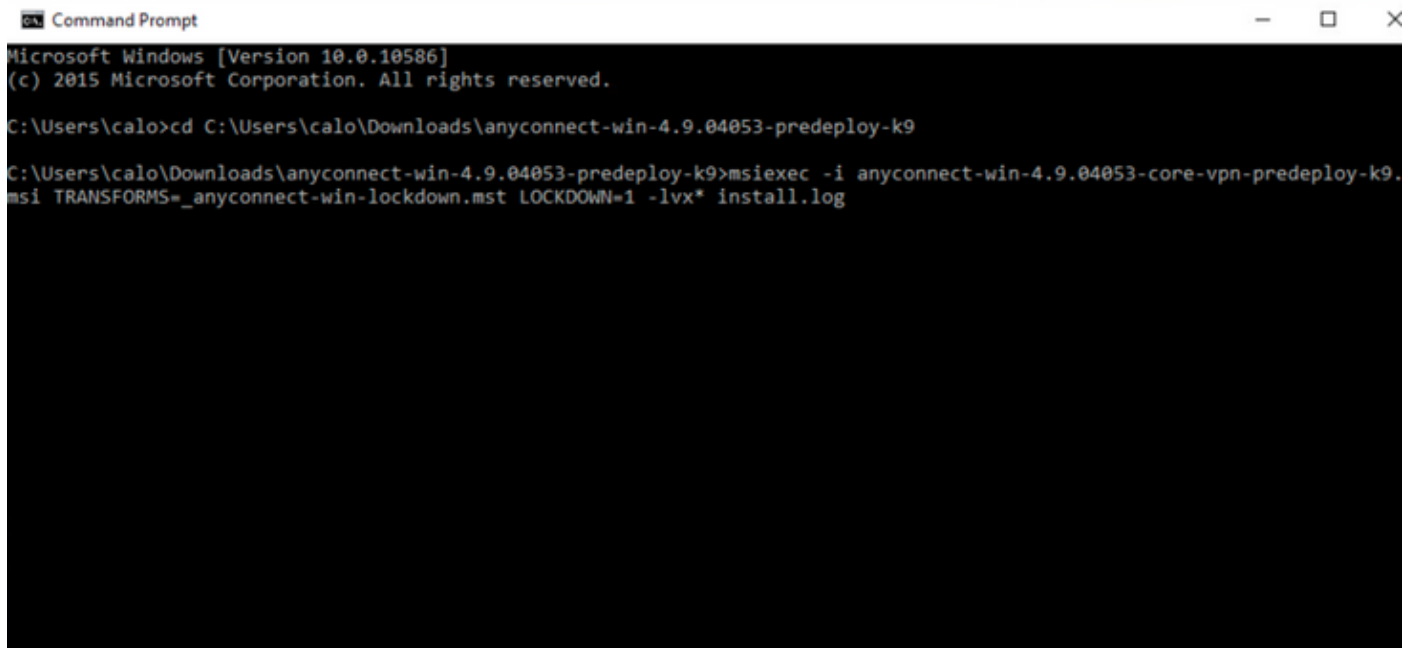 Command Prompt
Microsoft Windows [Version 10.0.10586]
(c) 2015 Microsoft Corporation. All rights reserved.
C:\Users\calo>cd C:\Users\calo\Downloads\anyconnect-win-4.9.04053-predeploy-k9
C:\Users\calo\Downloads\anyconnect-win-4.9.04053-predeploy-k9>msiexec -i anyconnect-win-4.9.04053-core-vpn-predeploy-k9.
msi TRANSFORMS=_anyconnect-win-lockdown.mst LOCKDOWN=1 -lvx* install.log